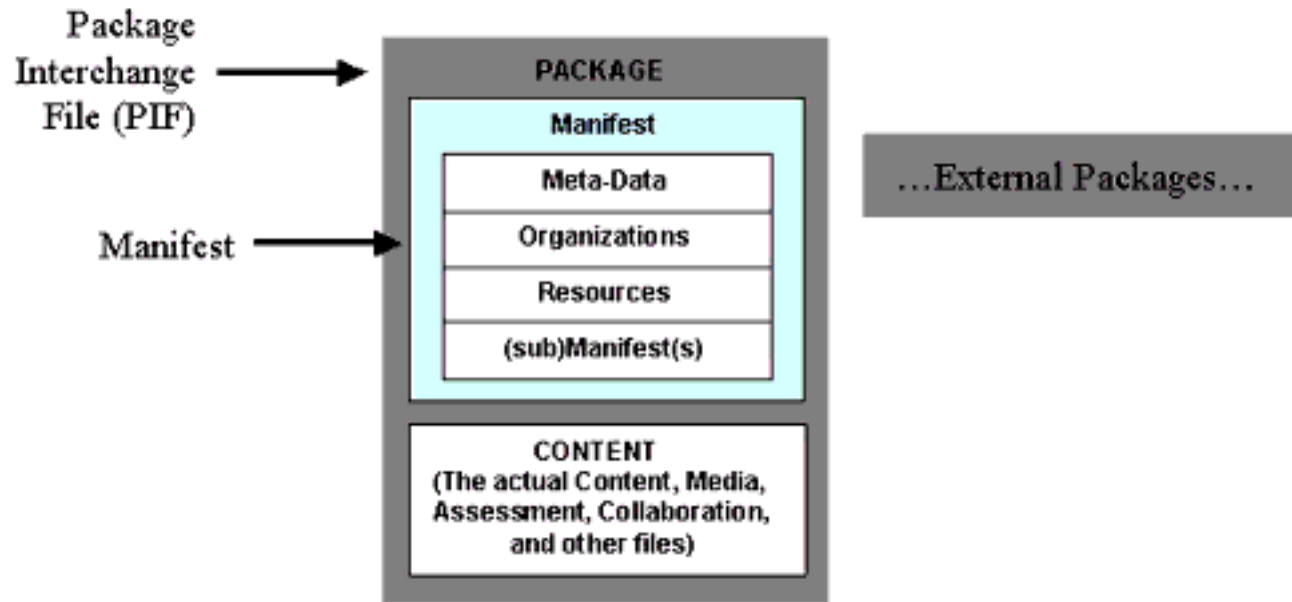 Package
Interchange
File (PIF)
PACKAGE
Manifest
Meta-Data
Organizations
Resources
(sub)Manifest(s)
Manifest
...External Packages...
CONTENT
(The actual Content, Media,
Assessment, Collaboration,
and other files)